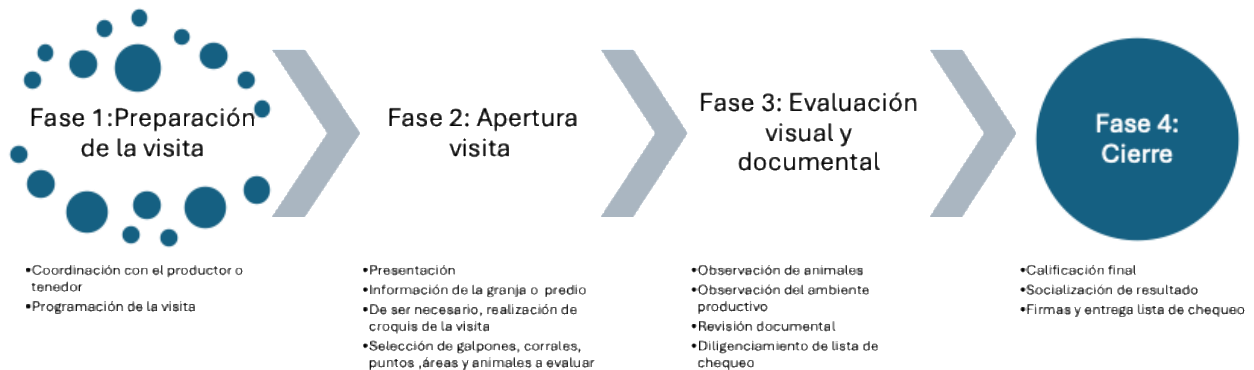 Fase 1:Preparación
de la visita
•Coordinación con el productor o
tenedor
•Programación de la visita
Fase 2: Apertura
visita
•Presentación
•Información de la granja o predio
•De ser necesario, realización de
croquis de la visita
•Selección de galpones, corrales,
puntos ,áreas y animales a evaluar
Fase 3: Evaluación
visual y
documental
•Observación de animales
•Observación del ambiente
productivo
•Revisión documental
•Diligenciamiento de lista de
chequeo
Fase 4:
Cierre
•Calificación final
•Socialización de resultado
•Firmas y entrega lista de chequeo